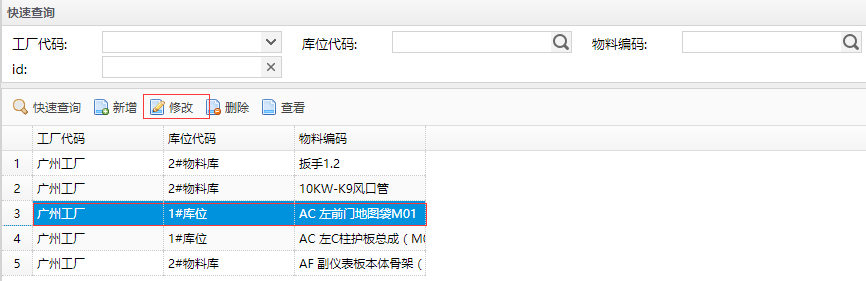 快速查询
工厂代码: 库位代码: 物料编码:
id:
快速查询 新增 修改 删除 查看
工厂代码 库位代码 物料编码
1 广州工厂 2#物料库 扳手1.2
2 广州工厂 2#物料库 10KW-K9风口管
3 广州工厂 1#库位 AC 左前门地图袋M01
4 广州工厂 1#库位 AC 左C柱护板总成（M0
5 广州工厂 2#物料库 AF 副仪表板本体骨架（